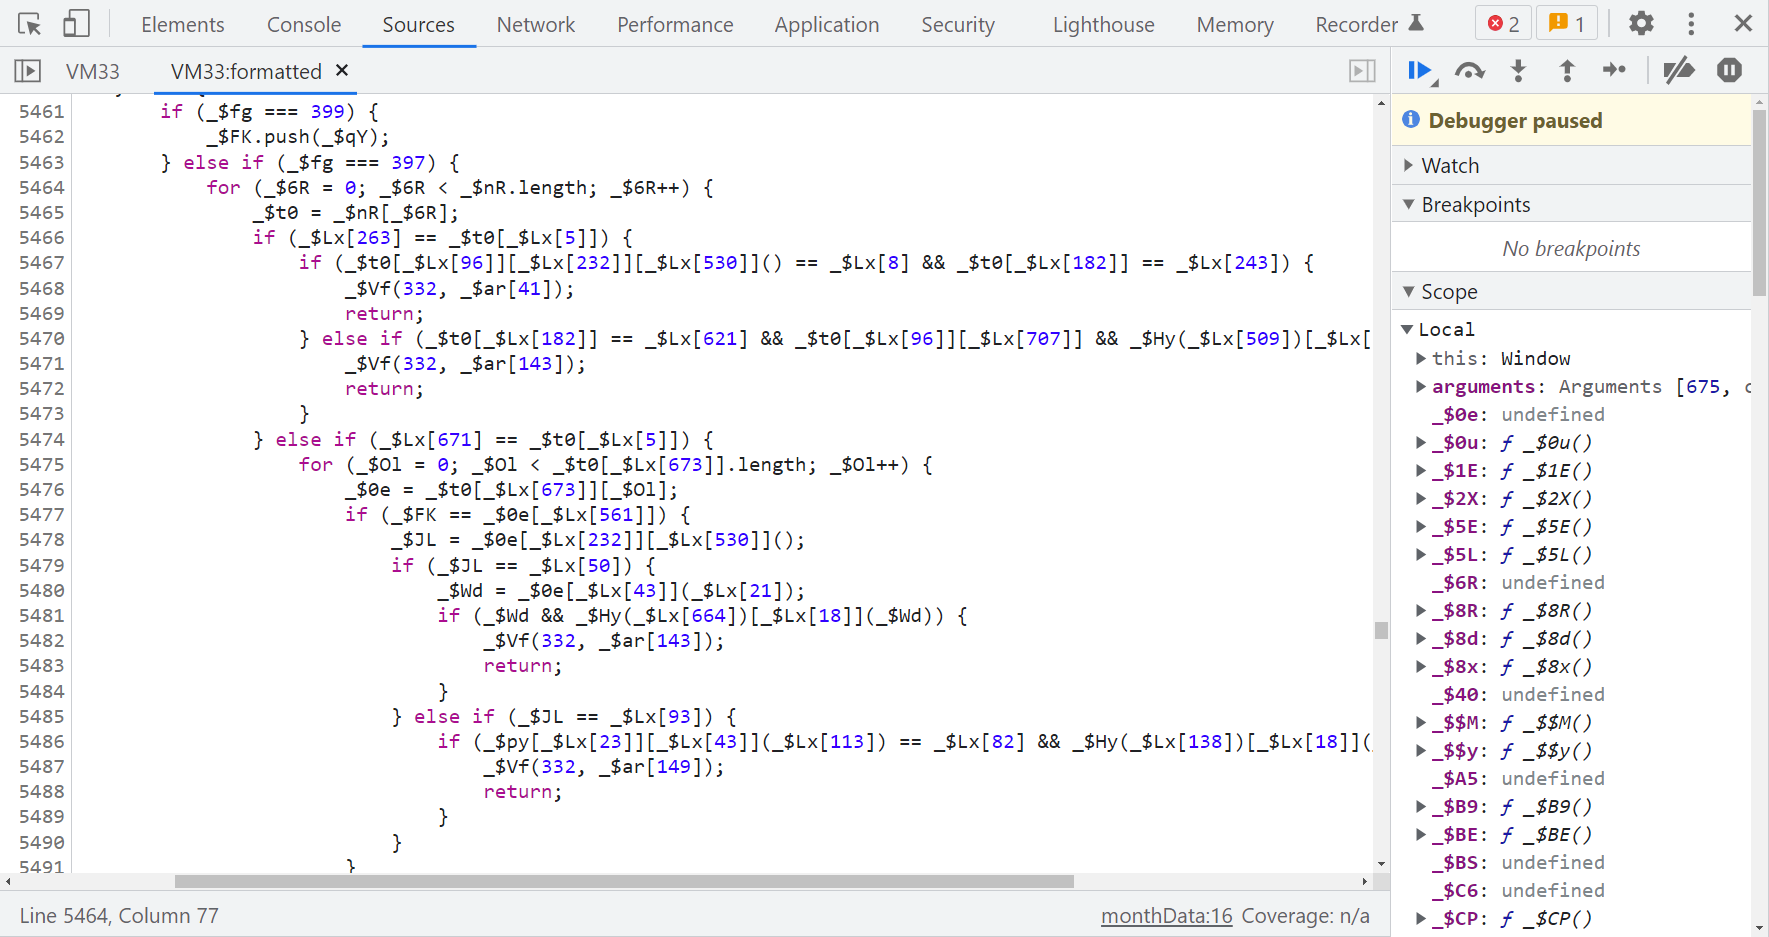 Elements Console Sources Network Performance Application Security Lighthouse Memory Recorder 2 1
VM33 VM33:formatted
5461 if (_$fg === 399) {
5462 _$FK.push(_$qY);
5463 } else if (_$fg === 397) {
5464 for (_$6R = 0; _$6R < _$nR.length; _$6R++) {
5465 _$t0 = _$nR[_$6R];
5466 if (_$Lx[263] == _$t0[_$Lx[5]]) {
5467 if (_$t0[_$Lx[96]][_$Lx[232]][_$Lx[530]]() == _$Lx[8] && _$t0[_$Lx[182]] == _$Lx[243]) {
5468 _$Vf(332, _$ar[41]);
5469 return;
5470 } else if (_$t0[_$Lx[182]] == _$Lx[621] && _$t0[_$Lx[96]][_$Lx[707]] && _$Hy(_$Lx[509])[_$Lx[
5471 _$Vf(332, _$ar[143]);
5472 return;
5473 }
5474 } else if (_$Lx[671] == _$t0[_$Lx[5]]) {
5475 for (_$Ol = 0; _$Ol < _$t0[_$Lx[673]].length; _$Ol++) {
5476 _$0e = _$t0[_$Lx[673]][_$Ol];
5477 if (_$FK == _$0e[_$Lx[561]]) {
5478 _$JL = _$0e[_$Lx[232]][_$Lx[530]]();
5479 if (_$JL == _$Lx[50]) {
5480 _$Wd = _$0e[_$Lx[43]](_$Lx[21]);
5481 if (_$Wd && _$Hy(_$Lx[664])[_$Lx[18]](_$Wd)) {
5482 _$Vf(332, _$ar[143]);
5483 return;
5484 }
5485 } else if (_$JL == _$Lx[93]) {
5486 if (_$py[_$Lx[23]][_$Lx[43]](_$Lx[113]) == _$Lx[82] && _$Hy(_$Lx[138])[_$Lx[18]](
5487 _$Vf(332, _$ar[149]);
5488 return;
5489 }
5490 }
5491 }
Line 5464, Column 77 monthData:16 Coverage: n/a
Debugger paused
Watch
Breakpoints
No breakpoints
Scope
Local
this: Window
arguments: Arguments [675,
_$0e: undefined
_$0u: ƒ _$0u()
_$1E: ƒ _$1E()
_$2X: ƒ _$2X()
_$5E: ƒ _$5E()
_$5L: ƒ _$5L()
_$6R: undefined
_$8R: ƒ _$8R()
_$8d: ƒ _$8d()
_$8x: ƒ _$8x()
_$40: undefined
_$$M: ƒ _$$M()
_$$y: ƒ _$$y()
_$A5: undefined
_$B9: ƒ _$B9()
_$BE: ƒ _$BE()
_$BS: undefined
_$C6: undefined
_$CP: ƒ _$CP()